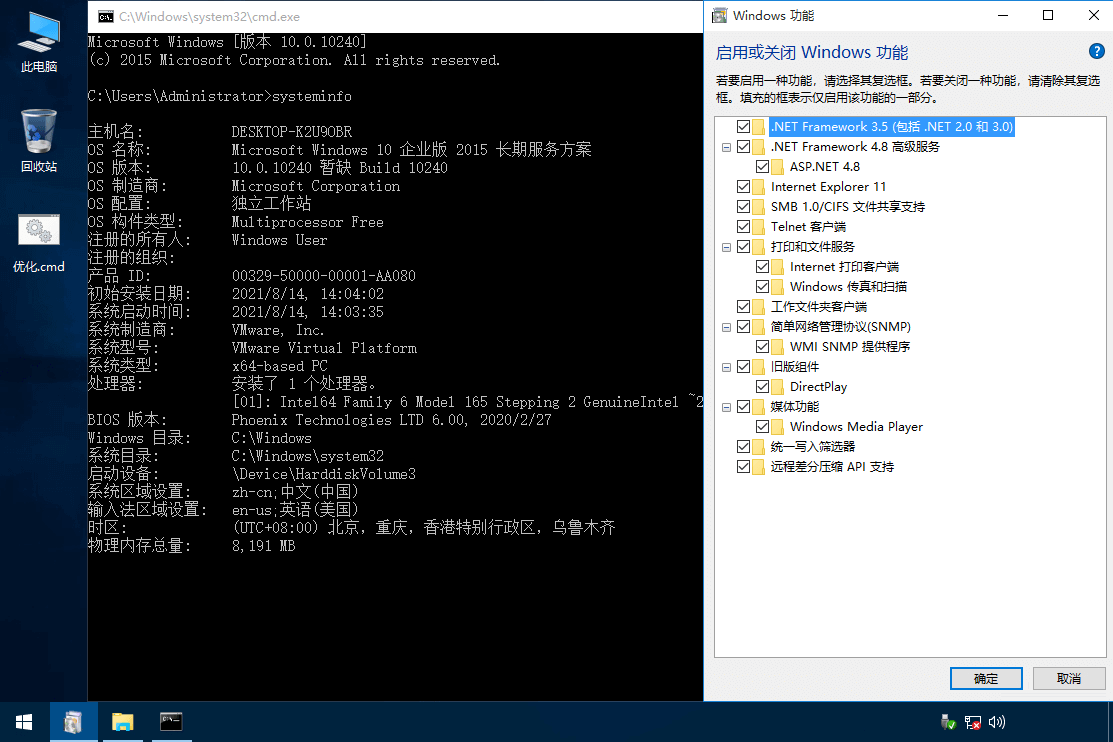 此电脑
回收站
优化.cmd
C:\Windows\system32\cmd.exe
Microsoft Windows [版本 10.0.10240]
(c) 2015 Microsoft Corporation. All rights reserved.
C:\Users\Administrator>systeminfo
主机名: DESKTOP-K2U9OBR
OS 名称: Microsoft Windows 10 企业版 2015 长期服务方案
OS 版本: 10.0.10240 暂缺 Build 10240
OS 制造商: Microsoft Corporation
OS 配置: 独立工作站
OS 构件类型: Multiprocessor Free
注册的所有人: Windows User
注册的组织:
产品 ID: 00329-50000-00001-AA080
初始安装日期: 2021/8/14, 14:04:02
系统启动时间: 2021/8/14, 14:03:35
系统制造商: VMware, Inc.
系统型号: VMware Virtual Platform
系统类型: x64-based PC
处理器: 安装了 1 个处理器。
[01]: Intel64 Family 6 Model 165 Stepping 2 GenuineIntel ~2
BIOS 版本: Phoenix Technologies LTD 6.00, 2020/2/27
Windows 目录: C:\Windows
系统目录: C:\Windows\system32
启动设备: \Device\HarddiskVolume3
系统区域设置: zh-cn;中文(中国)
输入法区域设置: en-us;英语(美国)
时区: (UTC+08:00) 北京，重庆，香港特别行政区，乌鲁木齐
物理内存总量: 8,191 MB
Windows 功能
启用或关闭 Windows 功能
若要启用一种功能，请选择其复选框。若要关闭一种功能，请清除其复选
框。填充的框表示仅启用该功能的一部分。
.NET Framework 3.5 (包括 .NET 2.0 和 3.0)
.NET Framework 4.8 高级服务
ASP.NET 4.8
Internet Explorer 11
SMB 1.0/CIFS 文件共享支持
Telnet 客户端
打印和文件服务
Internet 打印客户端
Windows 传真和扫描
工作文件夹客户端
简单网络管理协议(SNMP)
WMI SNMP 提供程序
旧版组件
DirectPlay
媒体功能
Windows Media Player
统一写入筛选器
远程差分压缩 API 支持
确定
取消